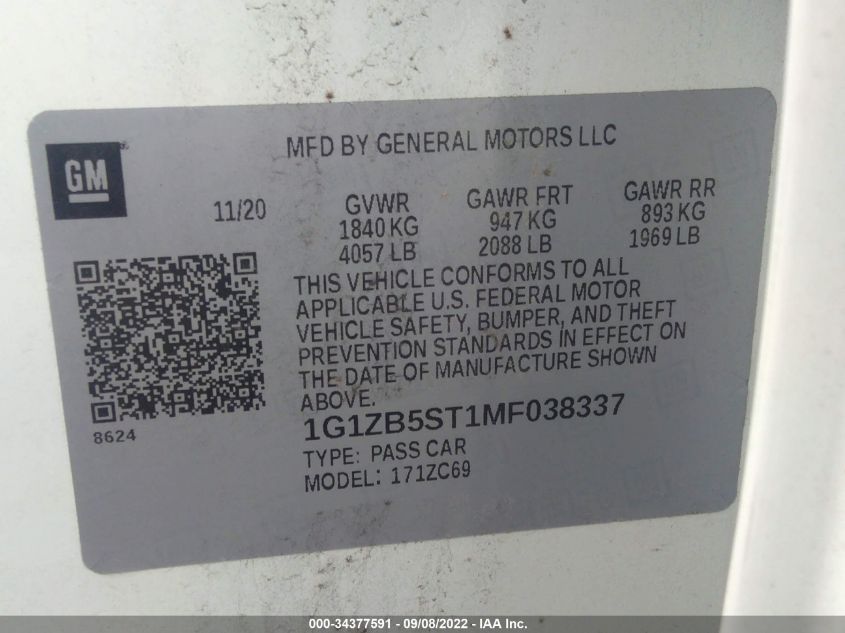 MFD BY GENERAL MOTORS LLC
GM
11/20
GVWR
1840 KG
4057 LB
GAWR FRT
947 KG
2088 LB
GAWR RR
893 KG
1969 LB
THIS VEHICLE CONFORMS TO ALL
APPLICABLE U.S. FEDERAL MOTOR
VEHICLE SAFETY, BUMPER, AND THEFT
PREVENTION STANDARDS IN EFFECT ON
THE DATE OF MANUFACTURE SHOWN
ABOVE.
8624
1G1ZB5ST1MF038337
TYPE: PASS CAR
MODEL: 171ZC69
000-34377591 - 09/08/2022 - IAA Inc.